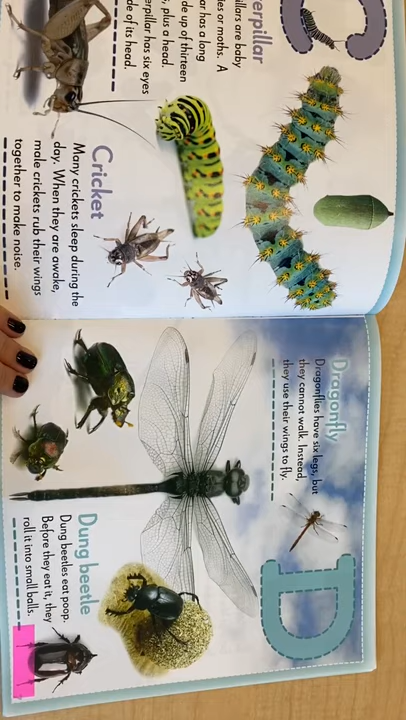 C
erpillar
illars are baby
les or moths. A
ar has a long
de up of thirteen
, plus a head.
erpillar has six eyes
de of its head.
Cricket
Many crickets sleep during the
day. When they are awake,
male crickets rub their wings
together to make noise.
D
Dragonfly
Dragonflies have six legs, but
they cannot walk. Instead,
they use their wings to fly.
Dung beetle
Dung beetles eat poop.
Before they eat it, they
roll it into small balls.